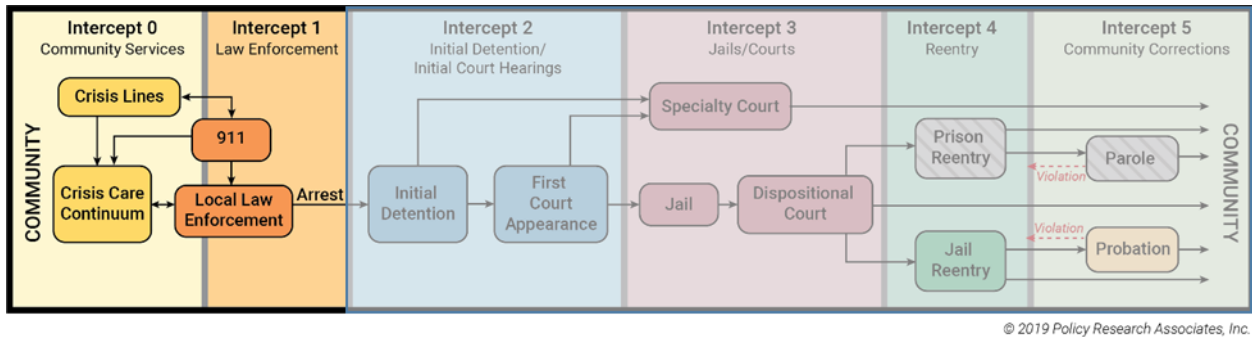 Intercept 0
Community Services
Intercept 1
Law Enforcement
Intercept 2
Initial Detention/
Initial Court Hearings
Intercept 3
Jails/Courts
Intercept 4
Reentry
Intercept 5
Community Corrections
COMMUNITY
Crisis Lines
911
Crisis Care
Continuum
Local Law
Enforcement
Arrest
Initial
Detention
First
Court
Appearance
Specialty Court
Jail
Dispositional
Court
Prison
Reentry
Violation
Parole
Jail
Reentry
Violation
Probation
COMMUNITY
© 2019 Policy Research Associates, Inc.